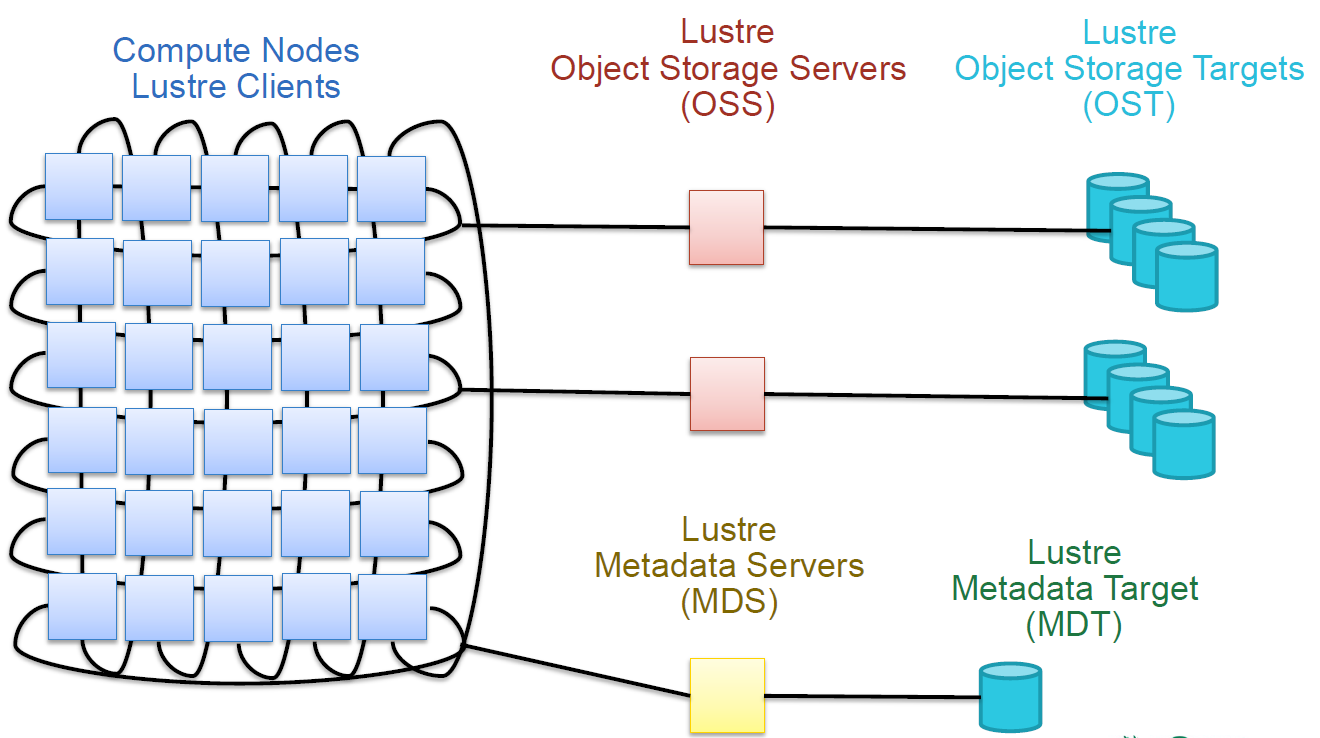 Compute Nodes
Lustre Clients
Lustre
Object Storage Servers
(OSS)
Lustre
Object Storage Targets
(OST)
Lustre
Metadata Servers
(MDS)
Lustre
Metadata Target
(MDT)